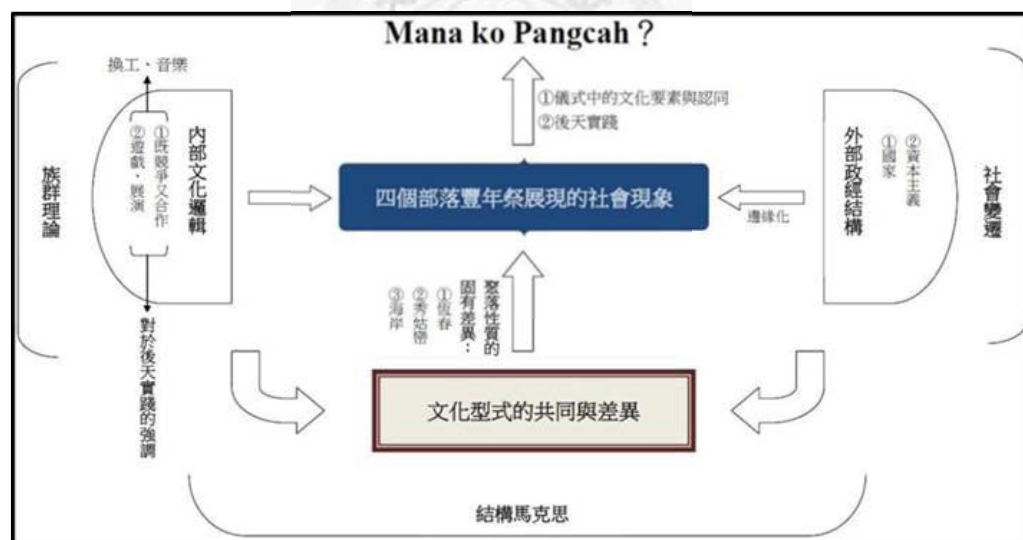 Mana ko Pangcah？
換工、音樂
①儀式中的文化要素與認同
②後天實踐
族群理論
內部文化邏輯
①既競爭又合作
②遊戲、展演
四個部落豐年祭展現的社會現象
邊緣化
外部政經結構
②資本主義
①國家
社會變遷
聚落性質的
固有差異：
①恆春
②秀姑巒
③海岸
對於後天實踐的強調
文化型式的共同與差異
結構馬克思